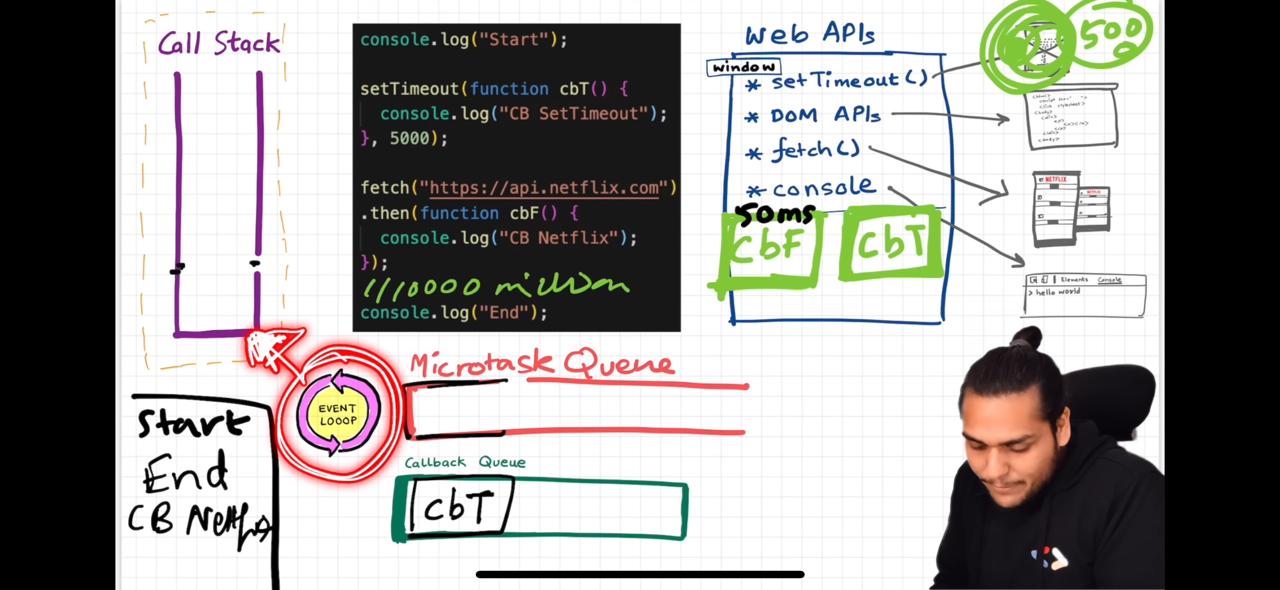 Call Stack
console.log("Start");
setTimeout(function cbT() {
console.log("CB SetTimeout");
}, 5000);
fetch("https://api.netflix.com")
.then(function cbF() {
console.log("CB Netflix");
});
1//10000 million
console.log("End");
Web APIs
window
* setTimeout()
* DOM APIs
* fetch()
* console
50ms
CbF
CbT
500
NETFLIX
NETFLIX
Elements Console
> hello world
EVENT
LOOOP
Microtask Queue
Callback Queue
CbT
Start
End
CB Netflix